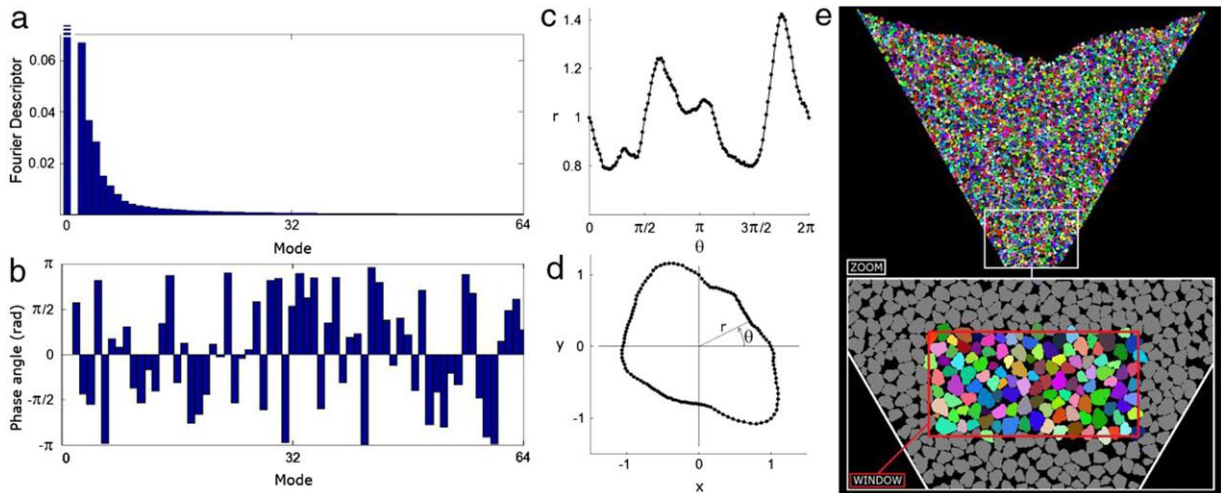 a
Fourier Descriptor
0.06
0.04
0.02
0
32
64
Mode
b
Phase angle (rad)
π
π/2
0
-π/2
-π
0
32
64
Mode
c
r
1.4
1.2
1
0.8
0
π/2
π
3π/2
2π
θ
d
y
1
0
-1
r
θ
-1
0
1
x
e
ZOOM
WINDOW